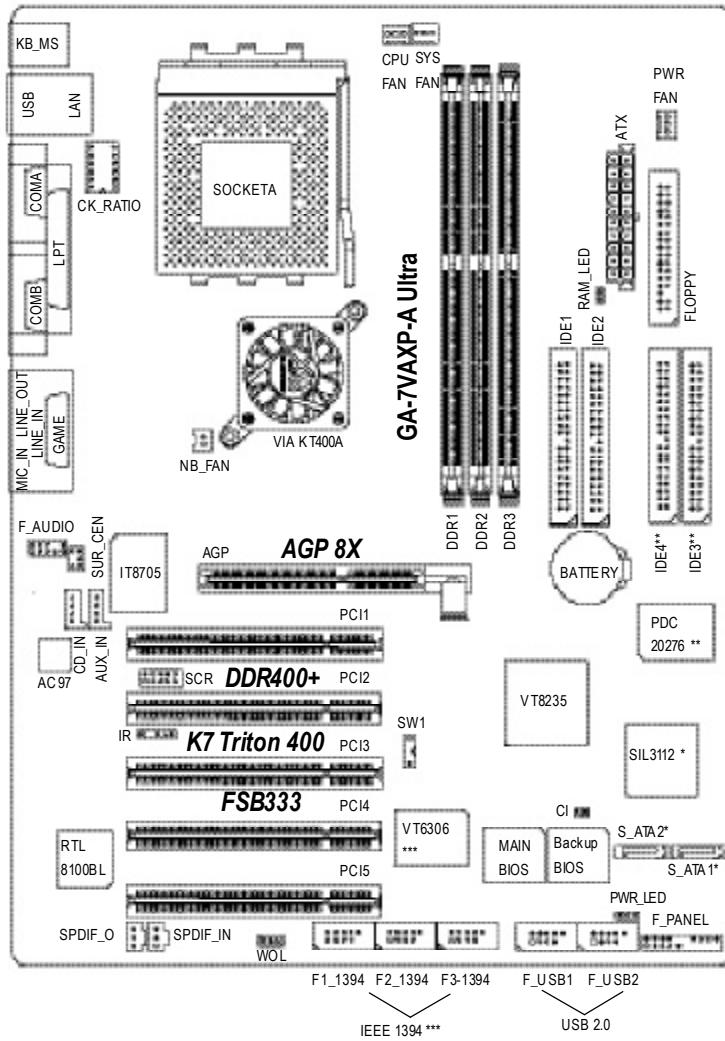 KB_MS
CPU FAN
SYS FAN
PWR FAN
USB
LAN
ATX
CK_RATIO
SOCKETA
COMA
LPT
COMB
RAM_LED
FLOPPY
GA-7VAXP-A Ultra
IDE1
IDE2
MIC_IN
LINE_OUT
LINE_IN
GAME
VIA KT400A
NB_FAN
DDR1
DDR2
DDR3
IDE4**
IDE3**
F_AUDIO
SUR_CEN
IT8705
AGP
AGP 8X
BATTERY
CD_IN
AUX_IN
PCI1
PDC
20276 **
AC97
SCR
DDR400+
PCI2
VT8235
IR
K7 Triton 400
PCI3
SW1
SIL3112 *
FSB333
PCI4
CI
VT6306
***
MAIN
BIOS
Backup
BIOS
S_ATA2*
S_ATA1*
RTL
8100BL
PCI5
PWR_LED
F_PANEL
SPDIF_O
SPDIF_IN
WOL
F1_1394
F2_1394
F3-1394
F_USB1
F_USB2
IEEE 1394 ***
USB 2.0